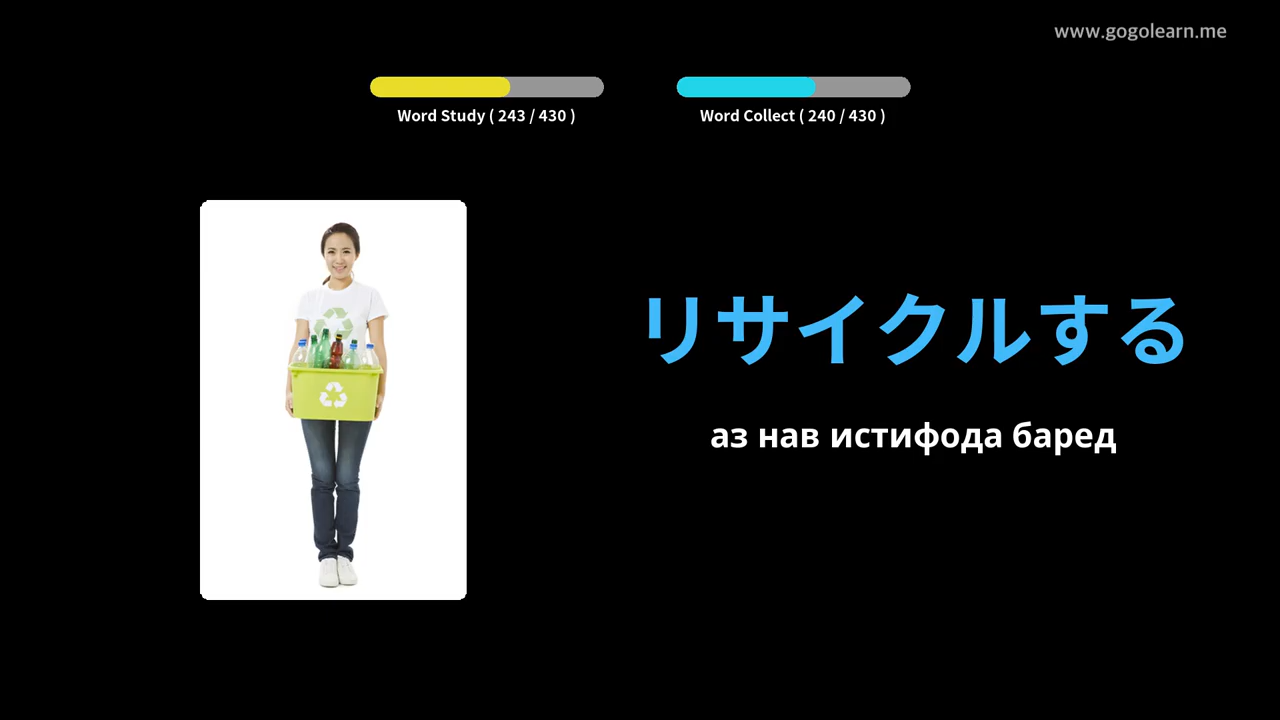 www.gogolearn.me
Word Study ( 243 / 430 )
Word Collect ( 240 / 430 )
リサイクルする
аз нав истифода баред